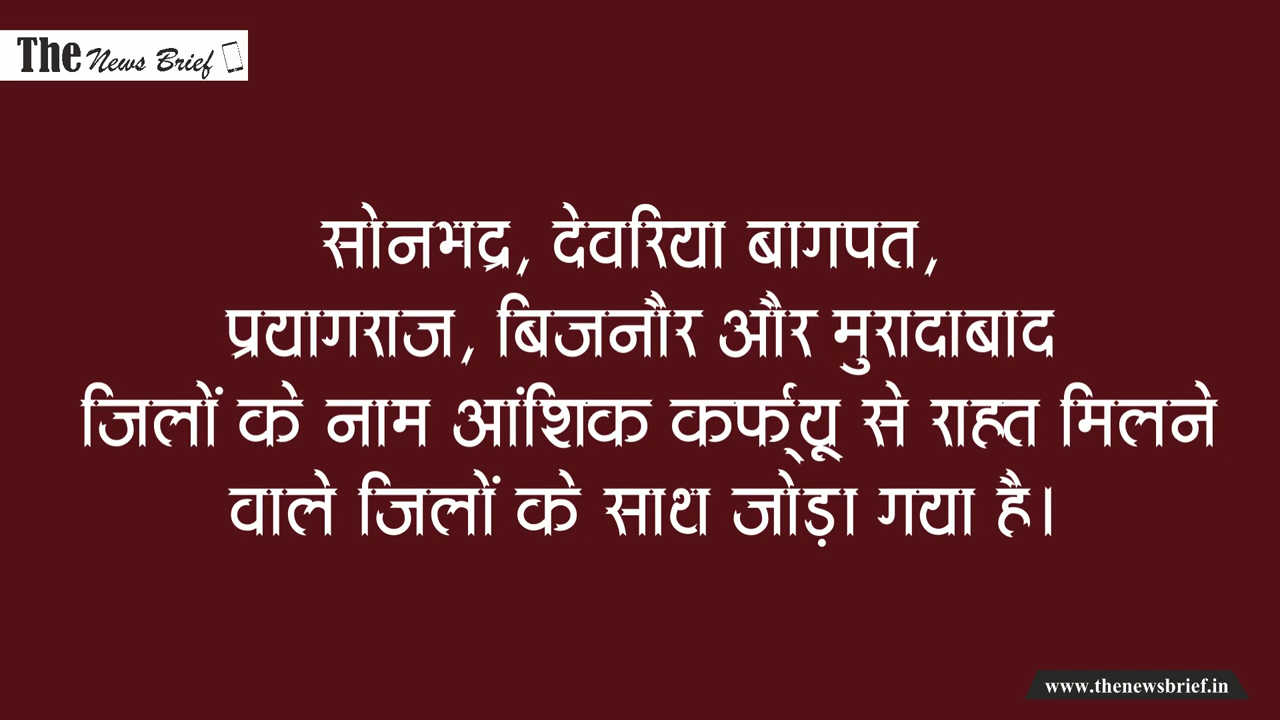 The News Brief
सोनभद्र, देवरिया बागपत,
प्रयागराज, बिजनौर और मुरादाबाद
जिलों के नाम आंशिक कर्फ्यू से राहत मिलने
वाले जिलों के साथ जोड़ा गया है।
www.thenewsbrief.in